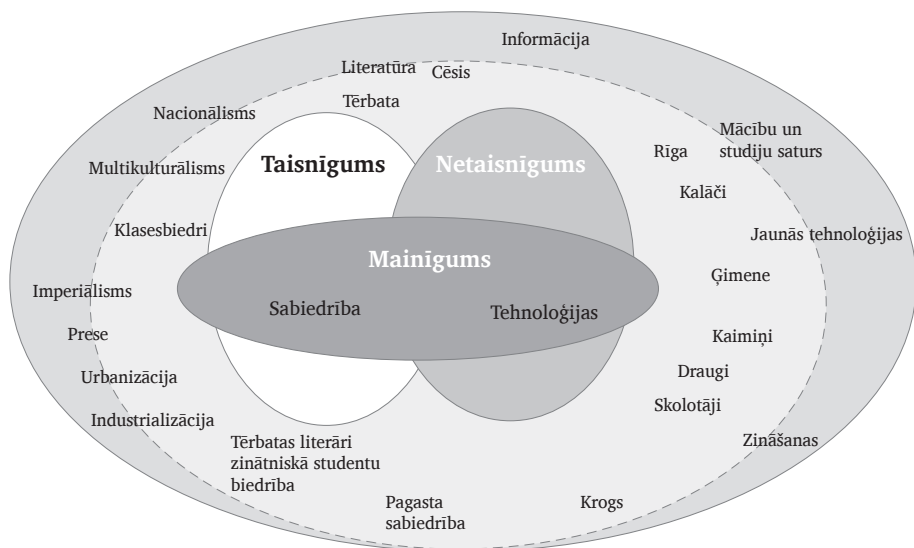 Informācija
Literatūra
Cēsis
Tērbata
Nacionālisms
Mācību un
studiju saturs
Rīga
Taisnīgums
Netaisnīgums
Multikulturālisms
Kalāči
Klasesbiedri
Jaunās tehnoloģijas
Mainīgums
Ģimene
Imperiālisms
Sabiedrība
Tehnoloģijas
Prese
Kaimiņi
Urbanizācija
Draugi
Skolotāji
Industrializācija
Zināšanas
Tērbatas literāri
zinātniskā studentu
biedrība
Pagasta
sabiedrība
Krogs